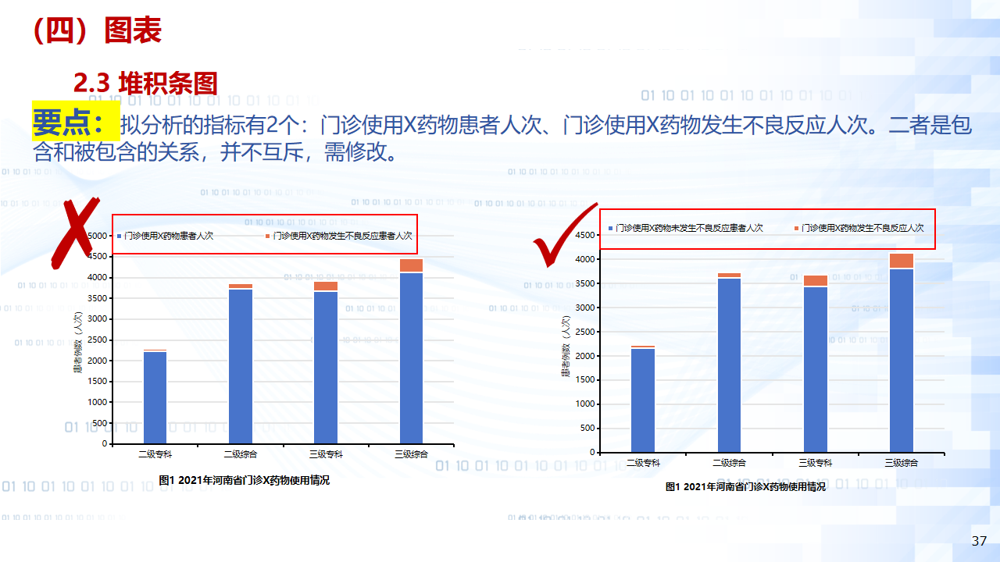 （四）图表
2.3 堆积条图
要点：拟分析的指标有2个：门诊使用X药物患者人次、门诊使用X药物发生不良反应人次。二者是包
含和被包含的关系，并不互斥，需修改。
门诊使用X药物患者人次 门诊使用X药物发生不良反应患者人次
5000
4500
4000
3500
3000
2500
2000
1500
1000
500
0
患者例数（人次）
二级专科 二级综合 三级专科 三级综合
图1 2021年河南省门诊X药物使用情况
门诊使用X药物未发生不良反应患者人次 门诊使用X药物发生不良反应人次
4500
4000
3500
3000
2500
2000
1500
1000
500
0
患者例数（人次）
二级专科 二级综合 三级专科 三级综合
图1 2021年河南省门诊X药物使用情况
37